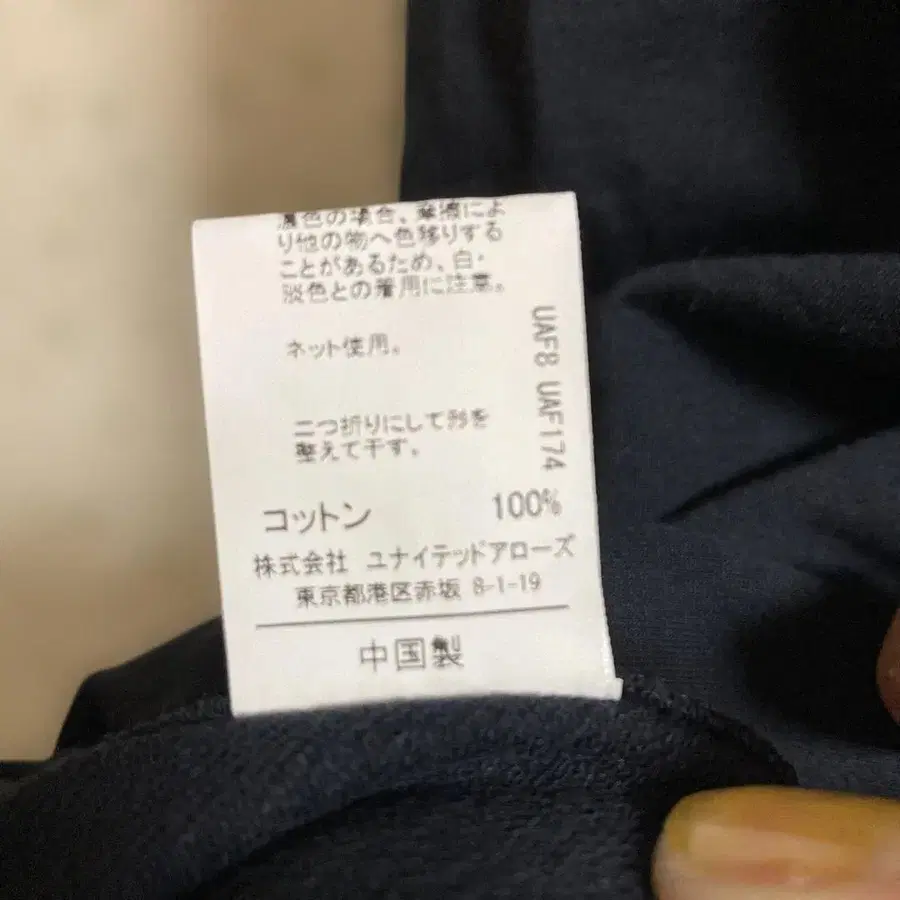 濃色の場合、摩擦によ
り他の物へ色移りする
ことがあるため、白・
淡色との着用に注意。
ネット使用。
二つ折りにして形を
整えて干す。
UAF8 UAF174
コットン 100%
株式会社 ユナイテッドアローズ
東京都港区赤坂 8-1-19
中国製